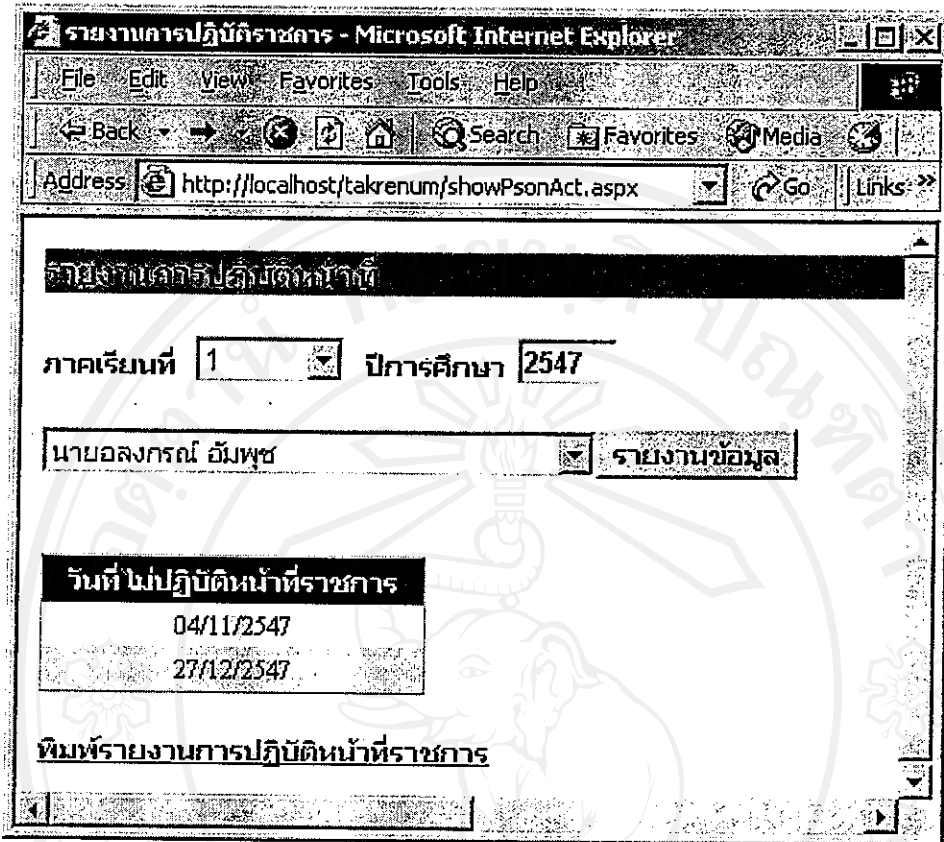 รายงานการปฏิบัติราชการ - Microsoft Internet Explorer
File Edit View Favorites Tools Help
Back Search Favorites Media
Address http://localhost/takrenum/showPsonAct.aspx Go Links »
รายงานการปฏิบัติหน้าที่
ภาคเรียนที่ 1 ปีการศึกษา 2547
นายอลงกรณ์ อัมพุช รายงานข้อมูล
วันที่ไม่ปฏิบัติหน้าที่ราชการ
04/11/2547
27/12/2547
พิมพ์รายงานการปฏิบัติหน้าที่ราชการ